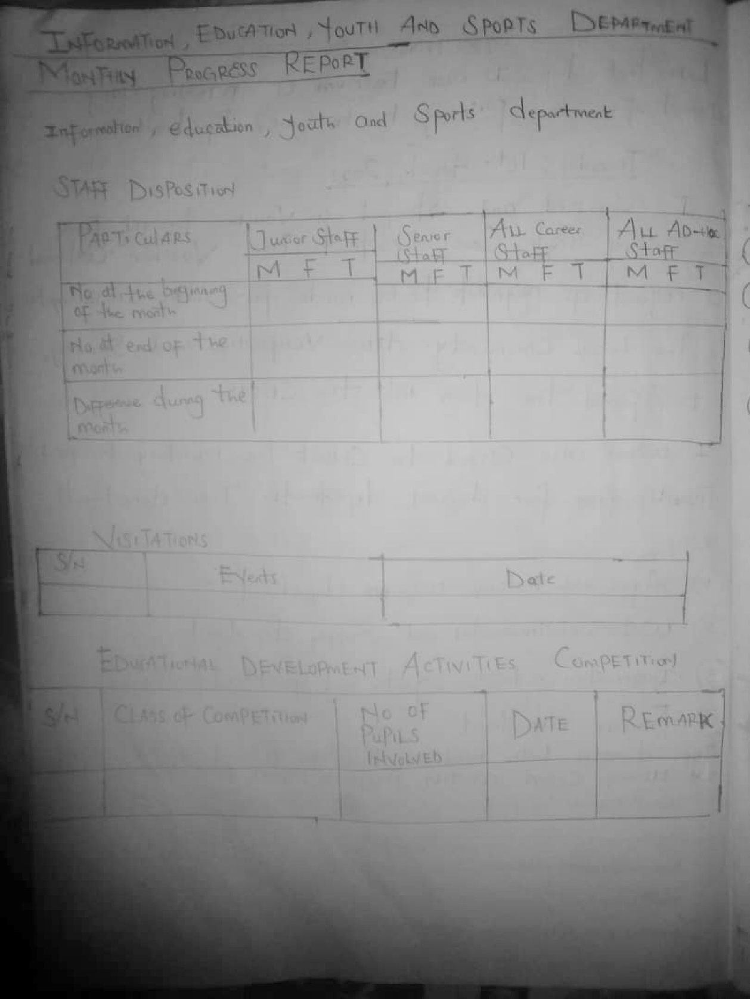 INFORMATION, EDUCATION, YOUTH AND SPORTS DEPARTMENT
MONTHLY PROGRESS REPORT
Information, education, youth and Sports department
STAFF DISPOSITION
PARTICULARS Junior Staff Senior Staff ALL Career Staff ALL AD-Hoc Staff
M F T M F T M F T M F T
No at the beginning
of the month
No at end of the
month
Difference during the
month
VISITATIONS
S/N Events Date
EDUCATIONAL DEVELOPMENT ACTIVITIES COMPETITION
S/N CLASS OF COMPETITION NO OF PUPILS INVOLVED DATE REMARK